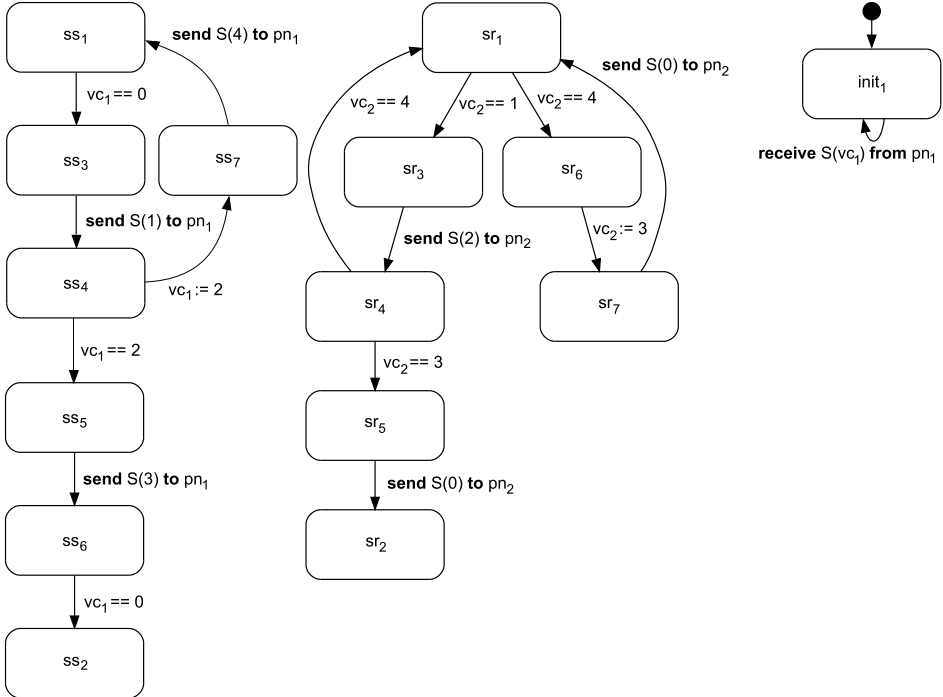 ss1
send S(4) to pn1
vc1 == 0
ss3
ss7
send S(1) to pn1
ss4
vc1 := 2
vc1 == 2
ss5
send S(3) to pn1
ss6
vc1 == 0
ss2
sr1
send S(0) to pn2
vc2 == 4
vc2 == 1
vc2 == 4
sr3
sr6
send S(2) to pn2
vc2 := 3
sr4
sr7
vc2 == 3
sr5
send S(0) to pn2
sr2
init1
receive S(vc1) from pn1